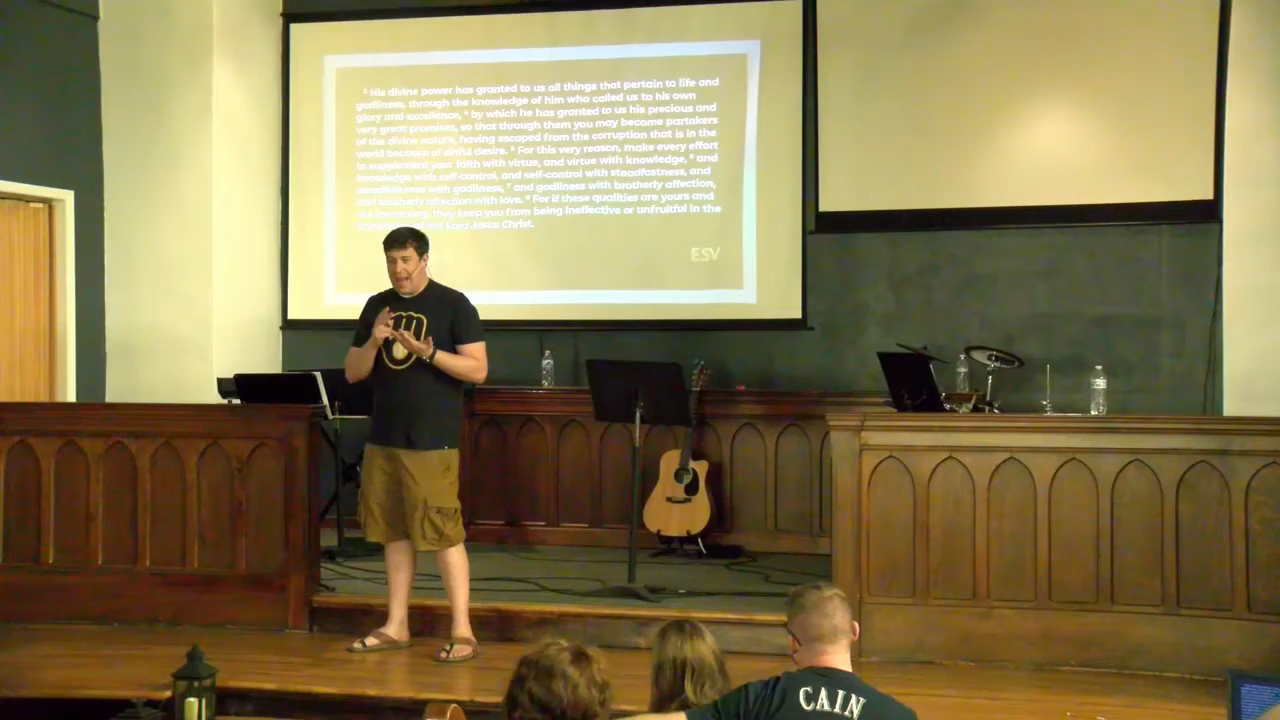 ³ His divine power has granted to us all things that pertain to life and
godliness, through the knowledge of him who called us to his own
glory and excellence, ⁴ by which he has granted to us his precious and
very great promises, so that through them you may become partakers
of the divine nature, having escaped from the corruption that is in the
world because of sinful desire. ⁵ For this very reason, make every effort
to supplement your faith with virtue, and virtue with knowledge, ⁶ and
knowledge with self-control, and self-control with steadfastness, and
steadfastness with godliness, ⁷ and godliness with brotherly affection,
and brotherly affection with love. ⁸ For if these qualities are yours and
are increasing, they keep you from being ineffective or unfruitful in the
of our Lord Jesus Christ.
ESV
CAIN